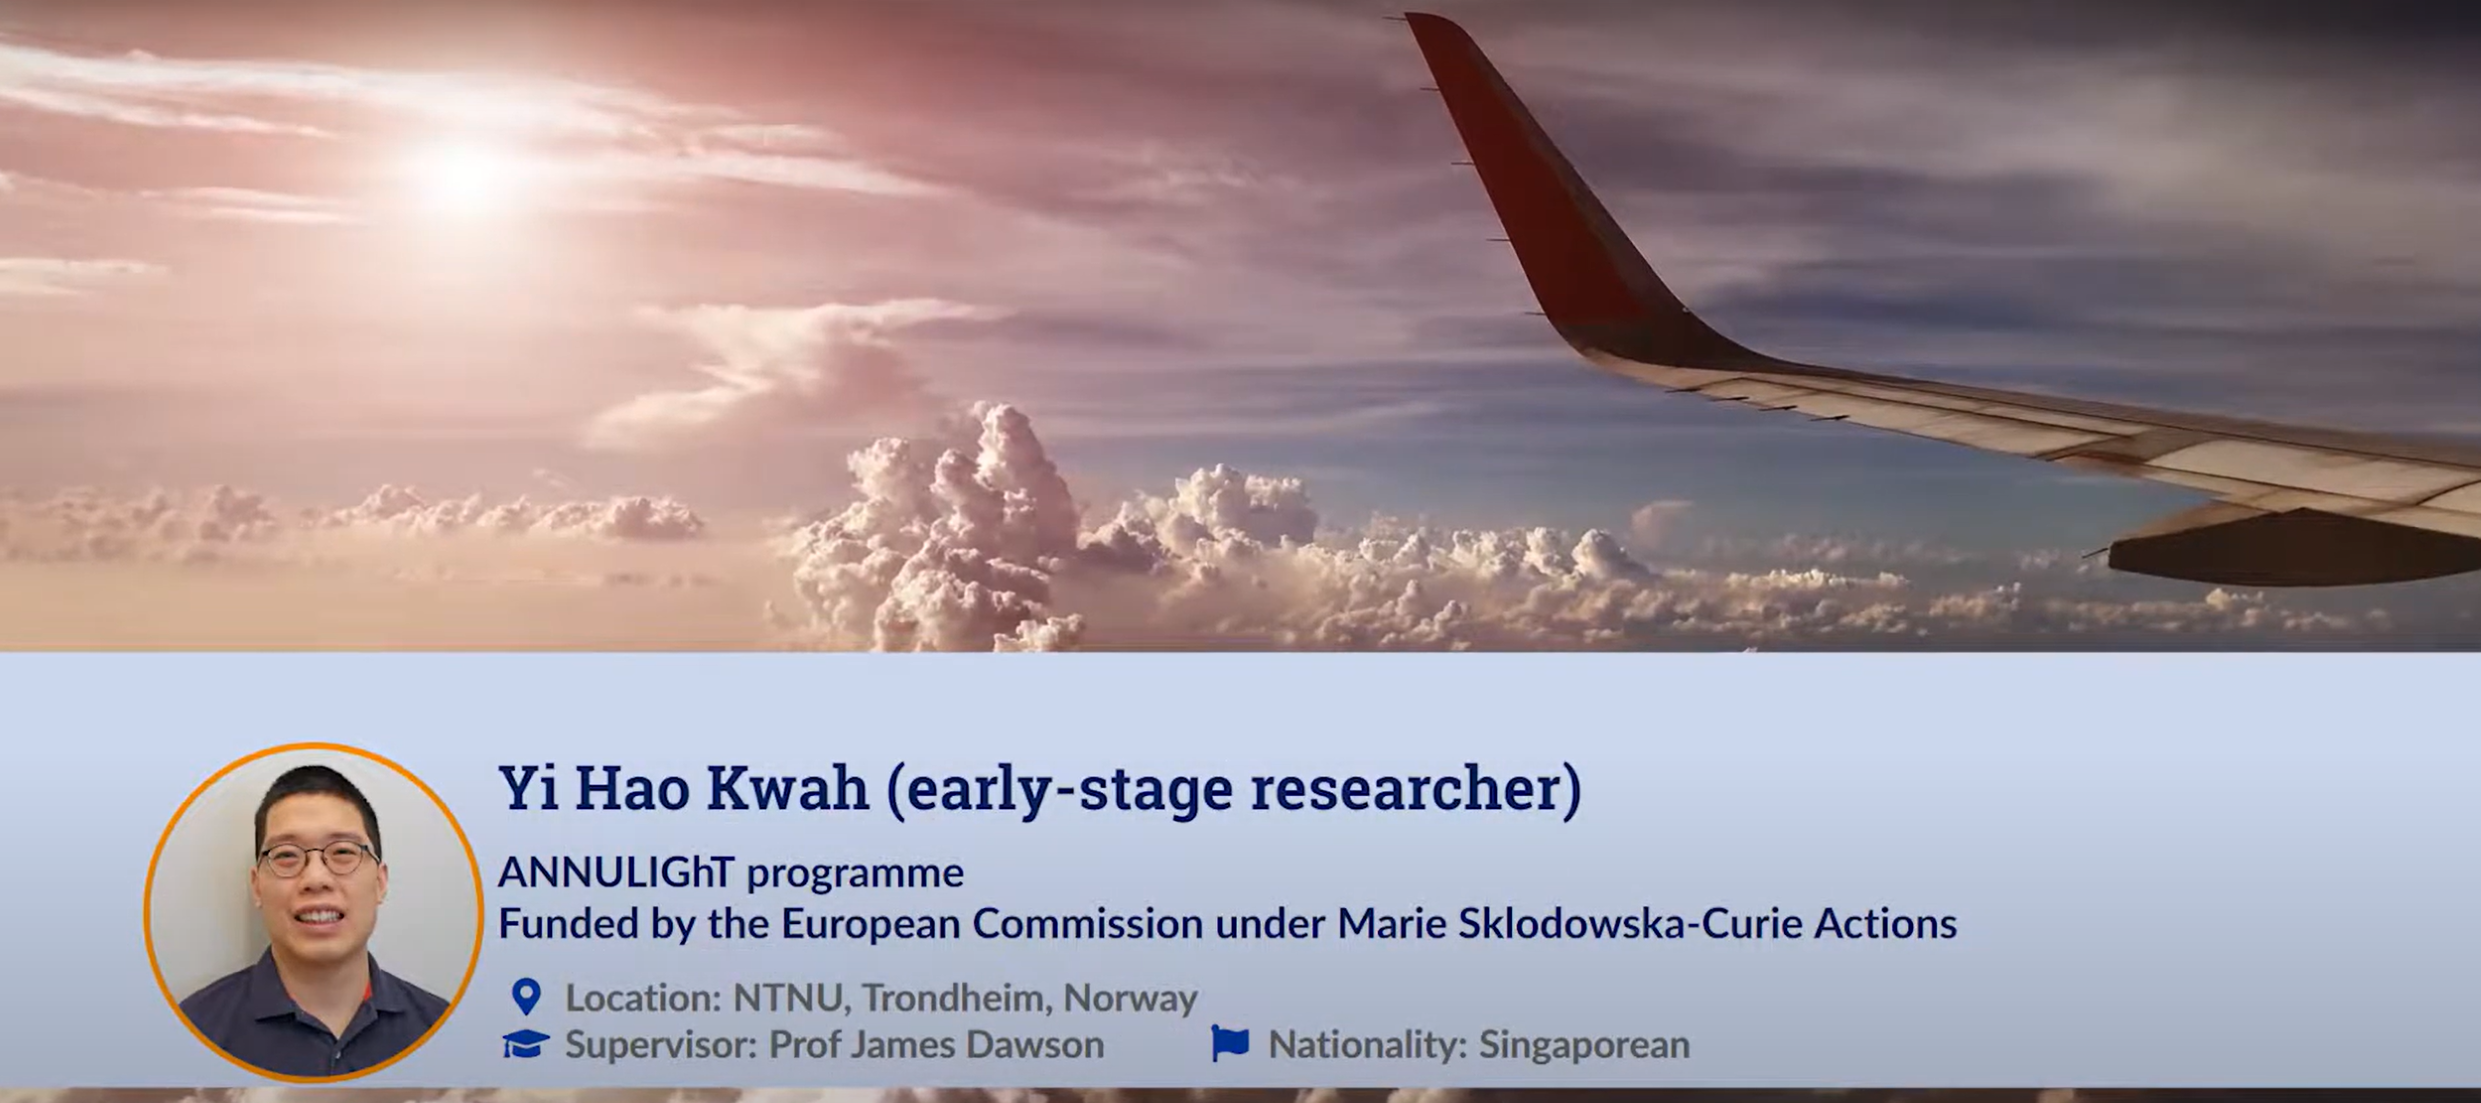 Yi Hao Kwah (early-stage researcher)
ANNULIGhT programme
Funded by the European Commission under Marie Sklodowska-Curie Actions
Location: NTNU, Trondheim, Norway
Supervisor: Prof James Dawson Nationality: Singaporean